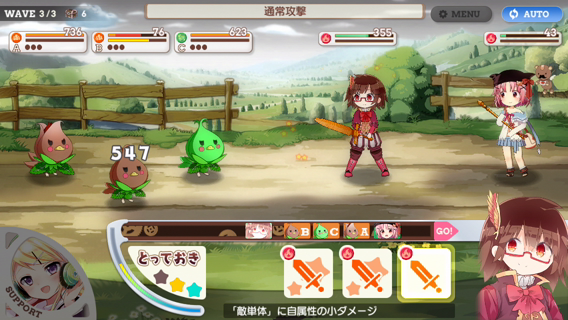 WAVE 3/3 6
通常攻撃
MENU
AUTO
736
76
623
355
43
A
B
C
547
B C A GO!
とっておき
SUPPORT
「敵単体」に自属性の小ダメージ